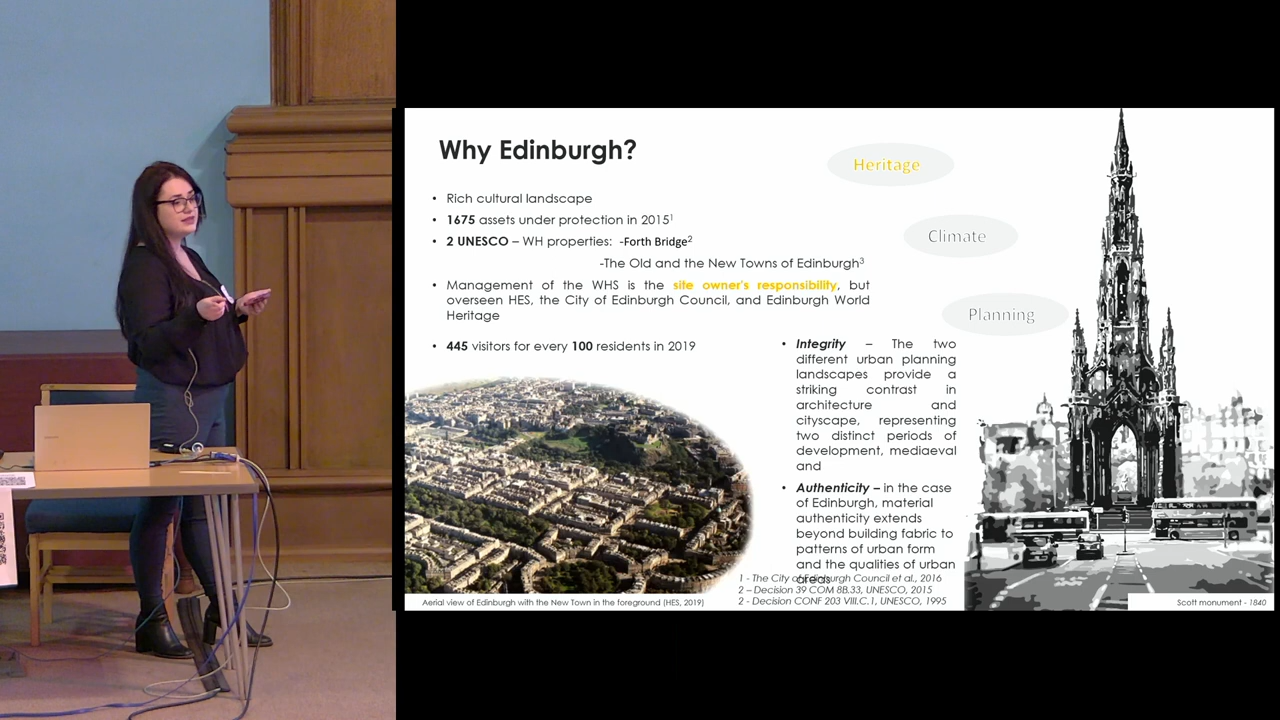 Why Edinburgh?
• Rich cultural landscape
• 1675 assets under protection in 2015¹
• 2 UNESCO – WH properties: -Forth Bridge²
-The Old and the New Towns of Edinburgh³
• Management of the WHS is the site owner's responsibility, but
overseen HES, the City of Edinburgh Council, and Edinburgh World
Heritage
• 445 visitors for every 100 residents in 2019
Heritage
Climate
Planning
• Integrity – The two
different urban planning
landscapes provide a
striking contrast in
architecture and
cityscape, representing
two distinct periods of
development, mediaeval
and
• Authenticity – in the case
of Edinburgh, material
authenticity extends
beyond building fabric to
patterns of urban form
and the qualities of urban
areas
1 - The City of Edinburgh Council et al., 2016
2 – Decision 39 COM 8B.33, UNESCO, 2015
2 - Decision CONF 203 VIII.C.1, UNESCO, 1995
Aerial view of Edinburgh with the New Town in the foreground (HES, 2019)
Scott monument - 1840